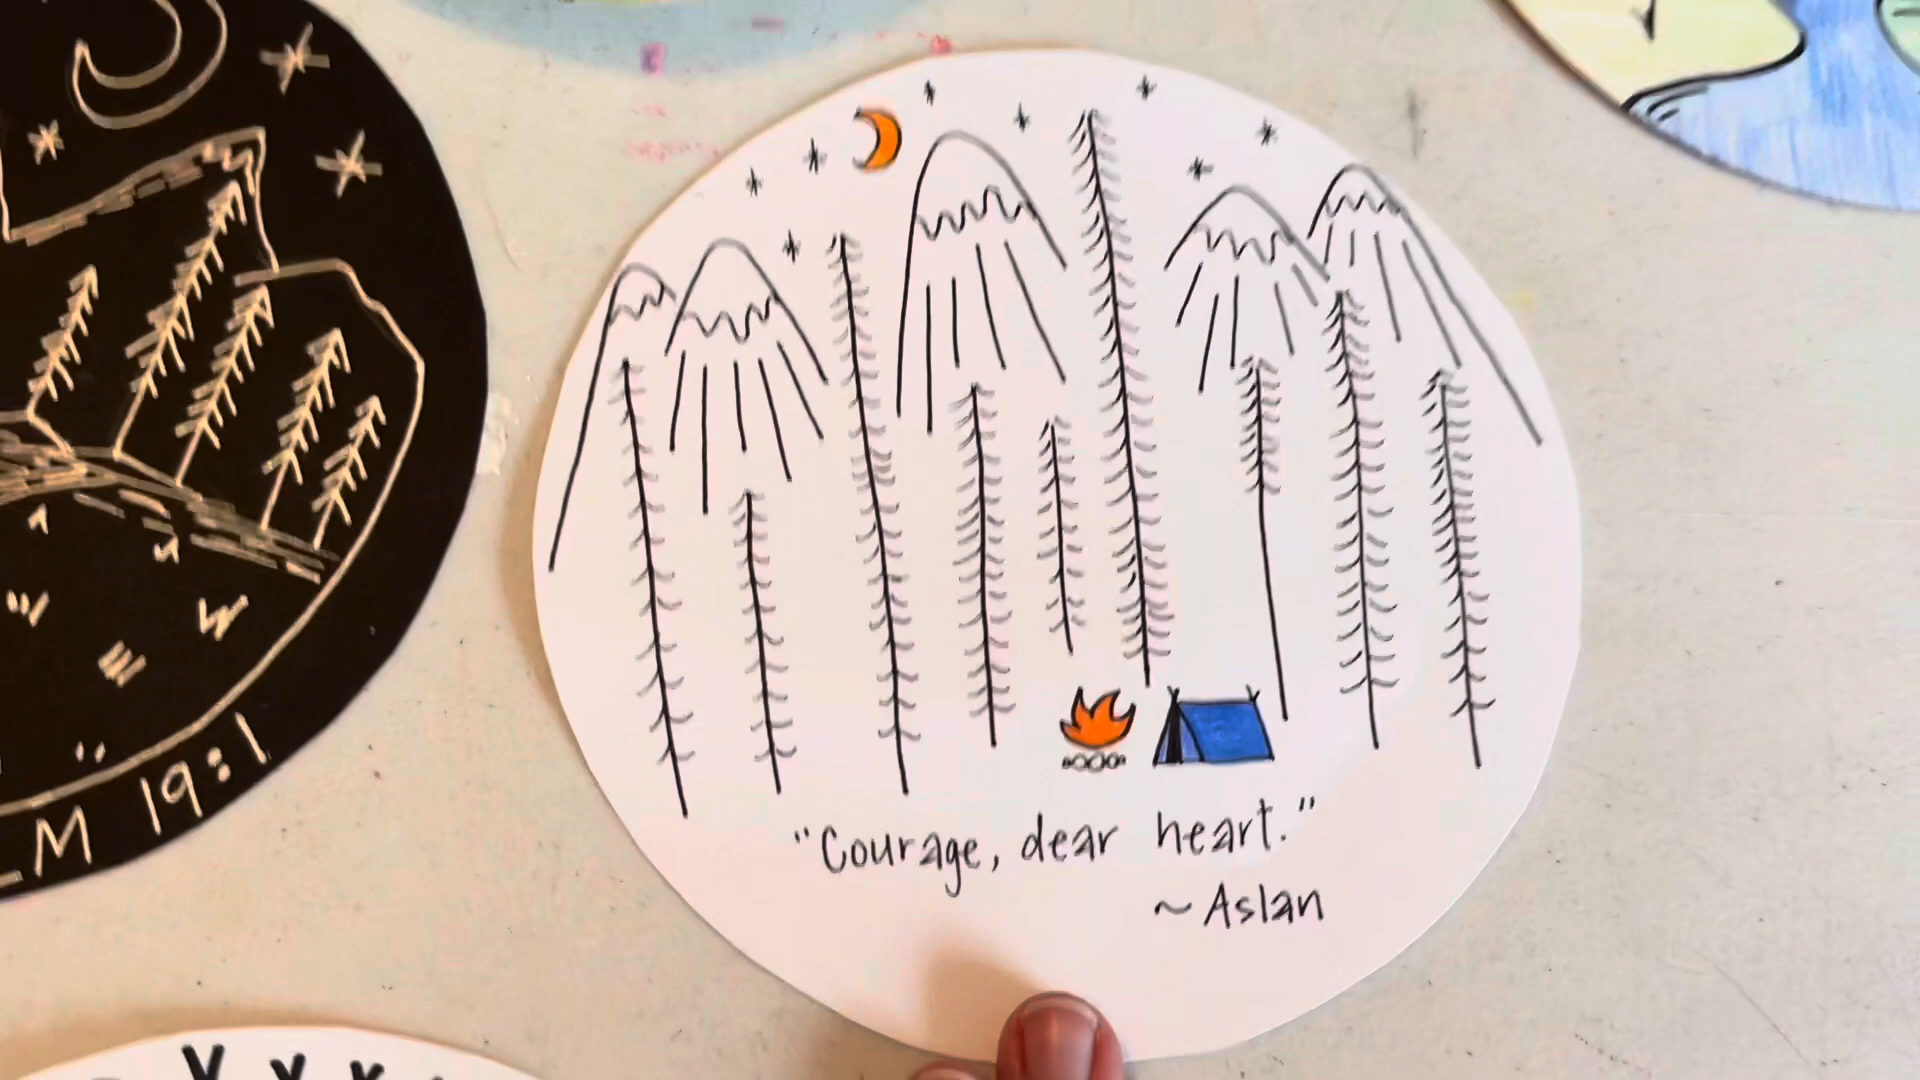 "Courage, dear heart."
~ Aslan
M 19:1